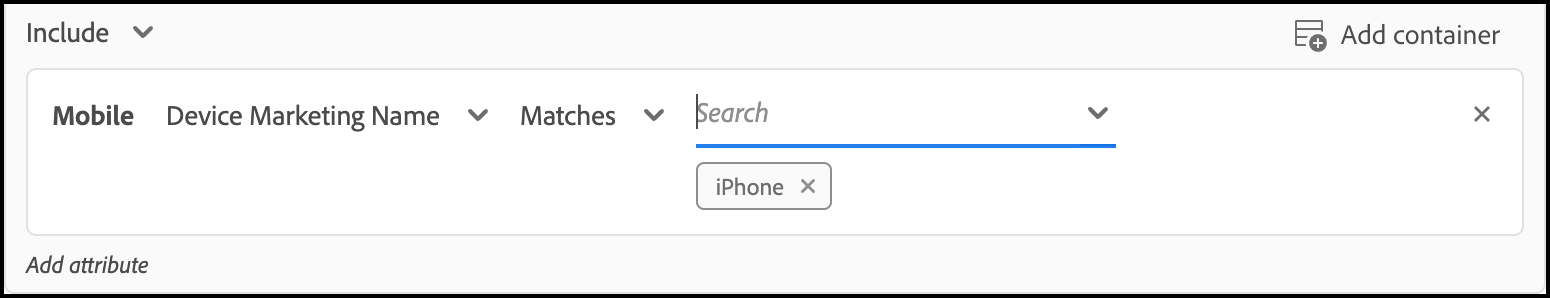 Include
Add container
Mobile Device Marketing Name Matches Search
iPhone
Add attribute